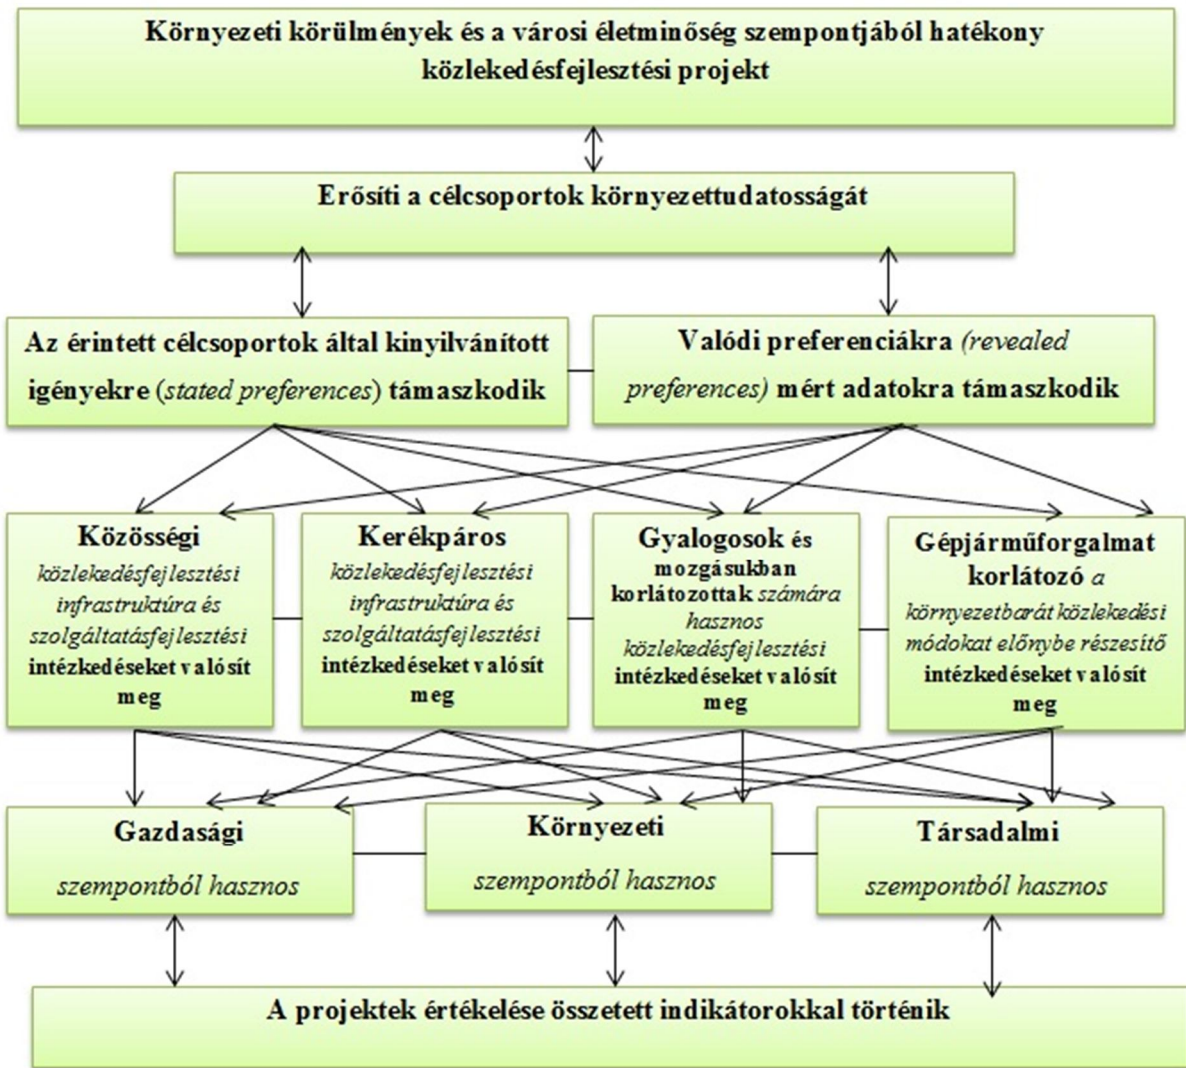 Környezeti körülmények és a városi életminőség szempontjából hatékony
közlekedésfejlesztési projekt
Erősíti a célcsoportok környezettudatosságát
Az érintett célcsoportok által kinyilvánított
igényekre (stated preferences) támaszkodik
Valódi preferenciákra (revealed
preferences) mért adatokra támaszkodik
Közösségi
közlekedésfejlesztési
infrastruktúra és
szolgáltatásfejlesztési
intézkedéseket valósít
meg
Kerékpáros
közlekedésfejlesztési
infrastruktúra és
szolgáltatásfejlesztési
intézkedéseket valósít
meg
Gyalogosok és
mozgásukban
korlátozottak számára
hasznos
közlekedésfejlesztési
intézkedéseket valósít
meg
Gépjárműforgalmat
korlátozó a
környezetbarát közlekedési
módokat előnybe részesítő
intézkedéseket valósít
meg
Gazdasági
szempontból hasznos
Környezeti
szempontból hasznos
Társadalmi
szempontból hasznos
A projektek értékelése összetett indikátorokkal történik